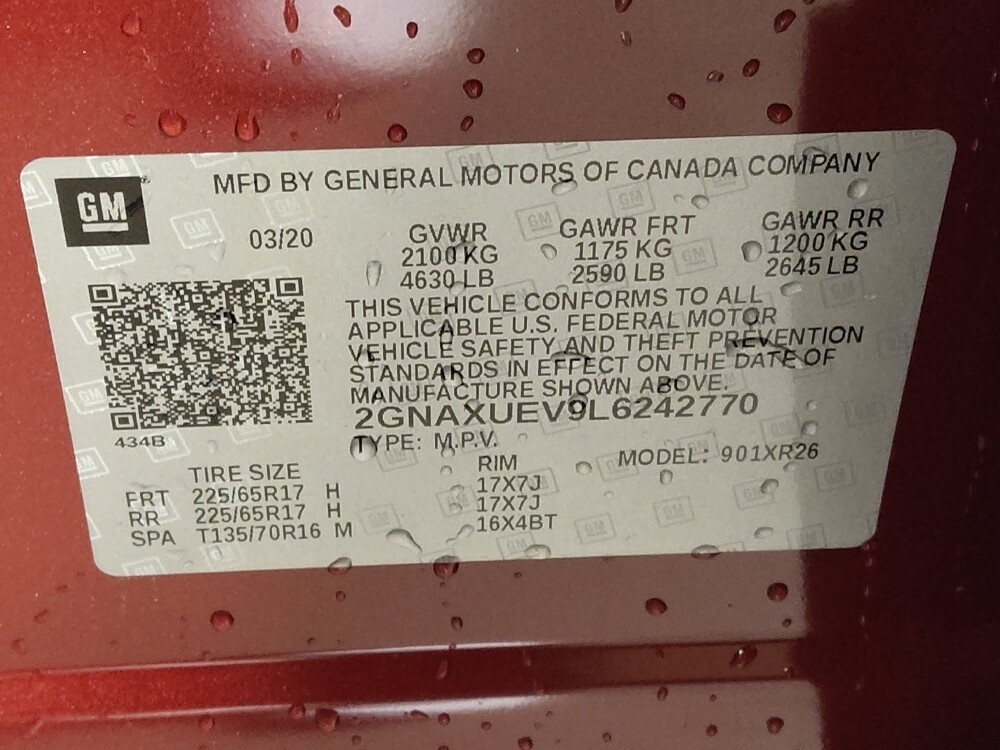 GM
MFD BY GENERAL MOTORS OF CANADA COMPANY
03/20
GVWR GAWR FRT GAWR RR
2100 KG 1175 KG 1200 KG
4630 LB 2590 LB 2645 LB
THIS VEHICLE CONFORMS TO ALL
APPLICABLE U.S. FEDERAL MOTOR
VEHICLE SAFETY AND THEFT PREVENTION
STANDARDS IN EFFECT ON THE DATE OF
MANUFACTURE SHOWN ABOVE.
2GNAXUEV9L6242770
434B
TYPE: M.P.V. MODEL: 901XR26
TIRE SIZE RIM
FRT 225/65R17 H 17X7J
RR 225/65R17 H 17X7J
SPA T135/70R16 M 16X4BT